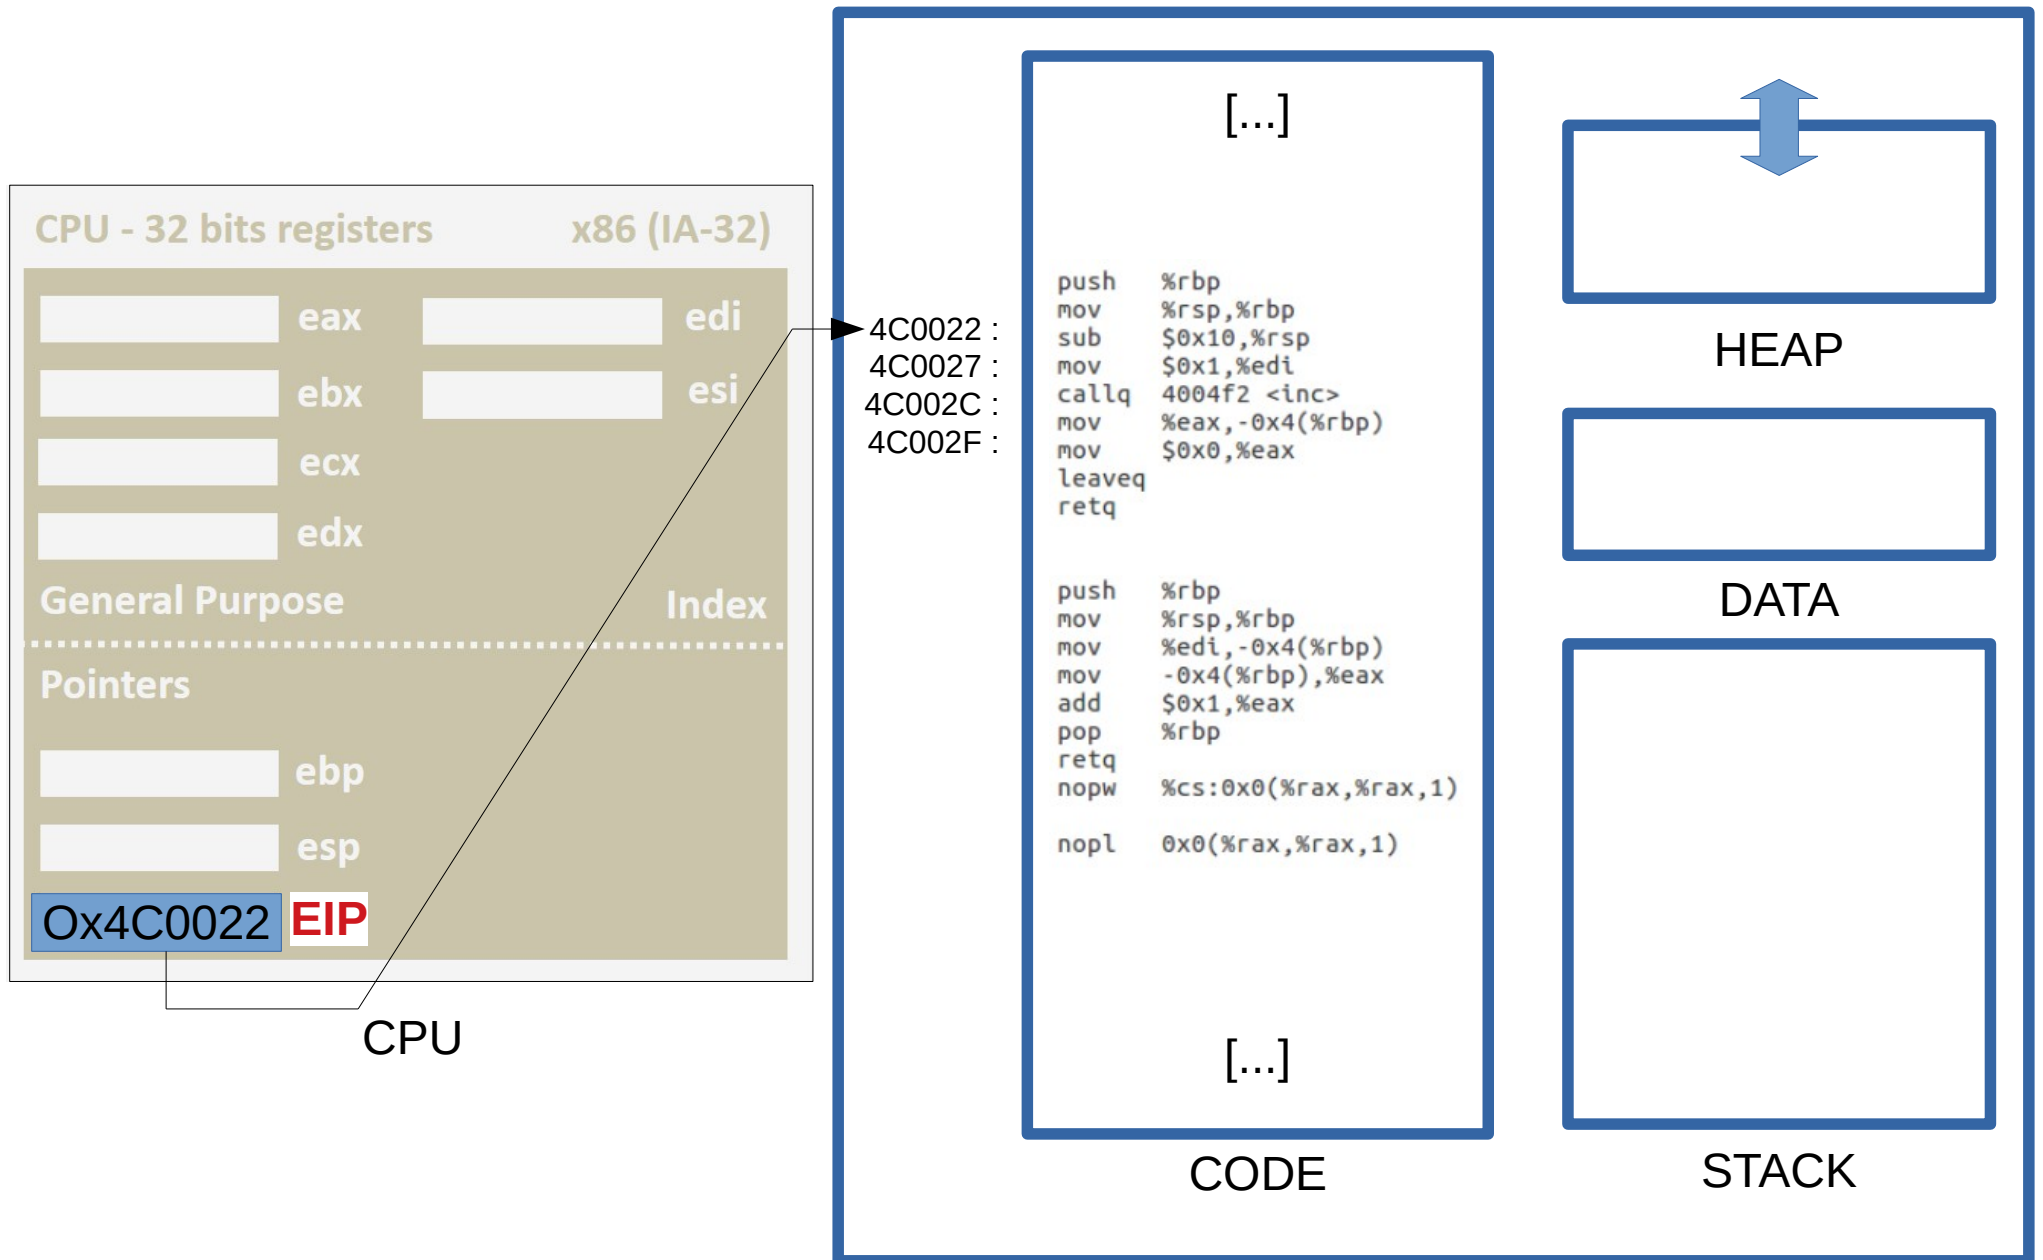 CPU - 32 bits registers x86 (IA-32)
eax edi
ebx esi
ecx
edx
General Purpose Index
Pointers
ebp
esp
Ox4C0022 EIP
CPU
4C0022 :
4C0027 :
4C002C :
4C002F :
[...]
push %rbp
mov %rsp,%rbp
sub $0x10,%rsp
mov $0x1,%edi
callq 4004f2 <inc>
mov %eax,-0x4(%rbp)
mov $0x0,%eax
leaveq
retq
push %rbp
mov %rsp,%rbp
mov %edi,-0x4(%rbp)
mov -0x4(%rbp),%eax
add $0x1,%eax
pop %rbp
retq
nopw %cs:0x0(%rax,%rax,1)
nopl 0x0(%rax,%rax,1)
[...]
CODE
HEAP
DATA
STACK